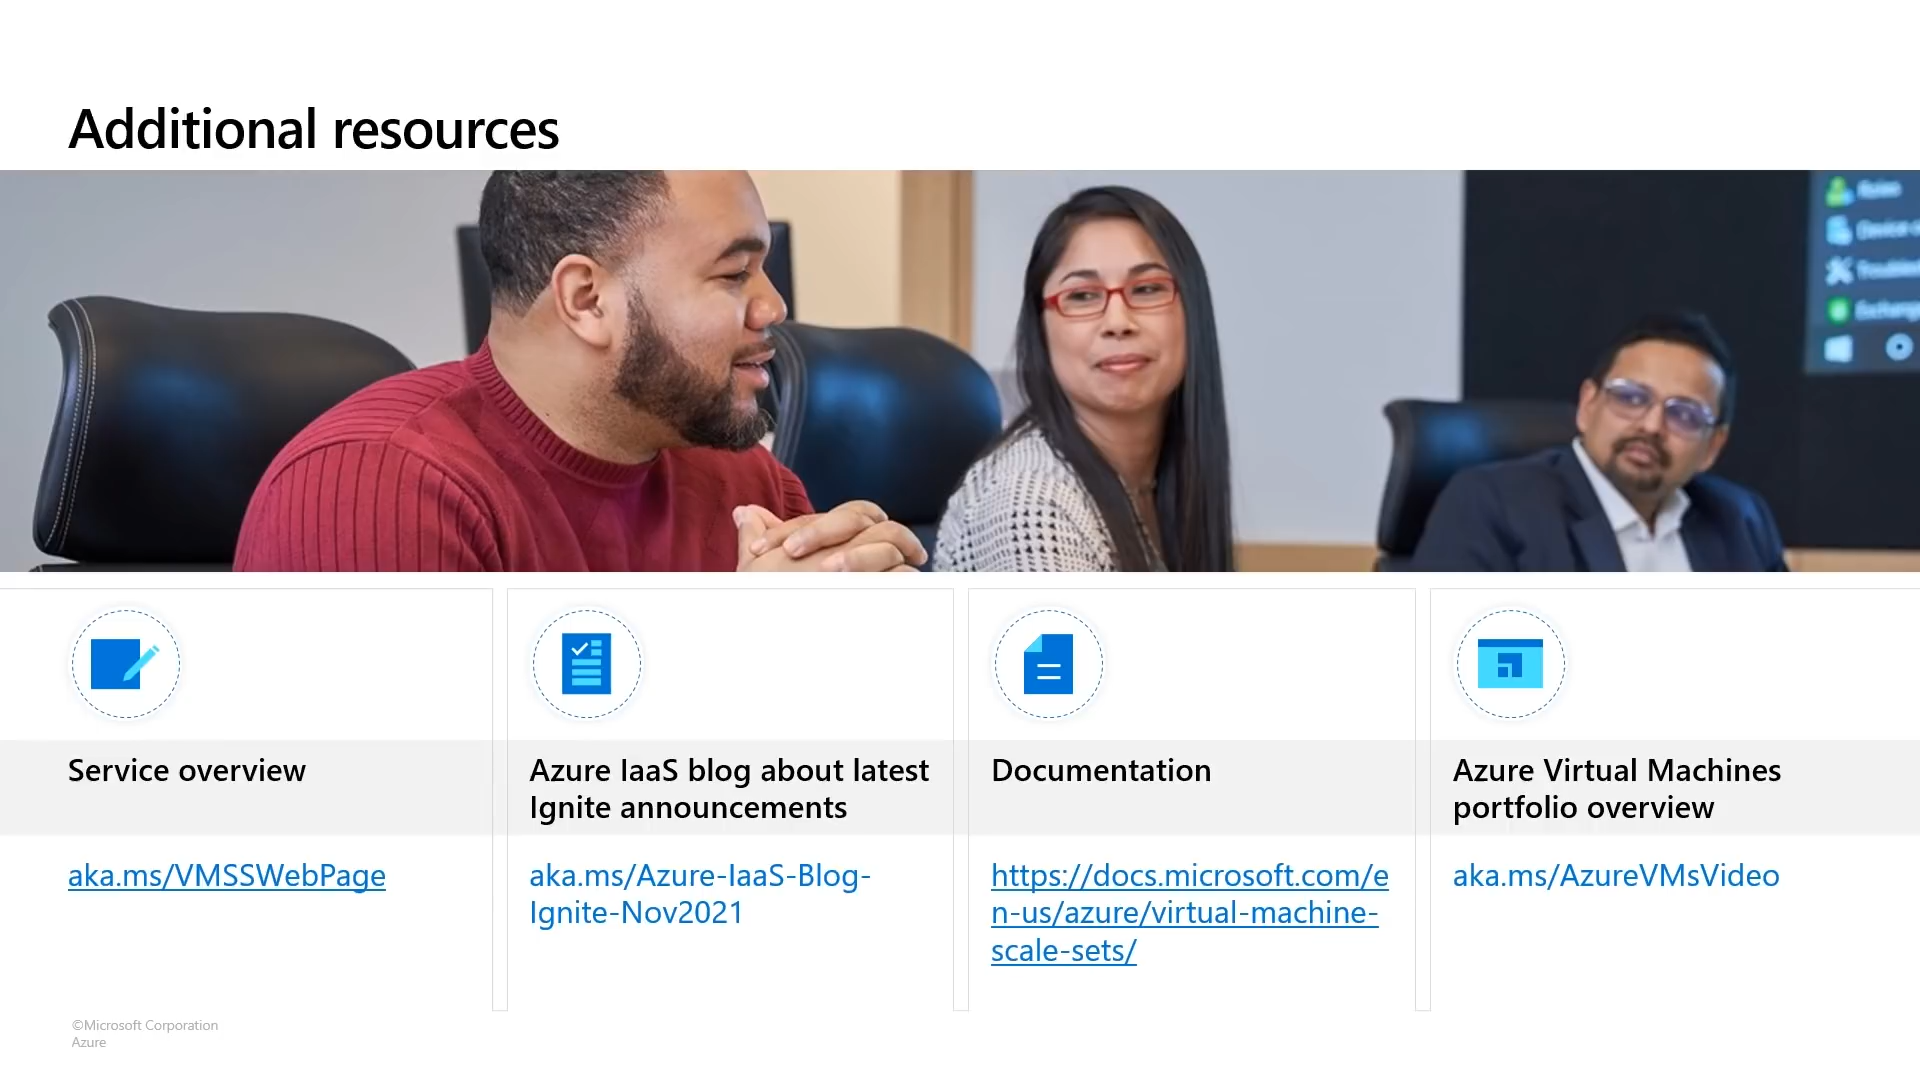 Additional resources
Roles
Exchange
Service overview
aka.ms/VMSSWebPage
Azure IaaS blog about latest
Ignite announcements
aka.ms/Azure-IaaS-Blog-
Ignite-Nov2021
Documentation
https://docs.microsoft.com/e
n-us/azure/virtual-machine-
scale-sets/
Azure Virtual Machines
portfolio overview
aka.ms/AzureVMsVideo
©Microsoft Corporation
Azure